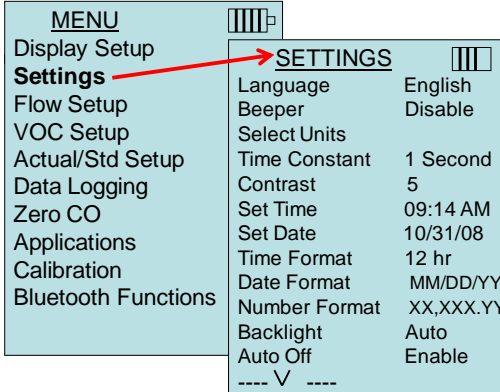 MENU
Display Setup
Settings
Flow Setup
VOC Setup
Actual/Std Setup
Data Logging
Zero CO
Applications
Calibration
Bluetooth Functions
SETTINGS
Language English
Beeper Disable
Select Units
Time Constant 1 Second
Contrast 5
Set Time 09:14 AM
Set Date 10/31/08
Time Format 12 hr
Date Format MM/DD/YY
Number Format XX,XXX.YY
Backlight Auto
Auto Off Enable
---- V ----